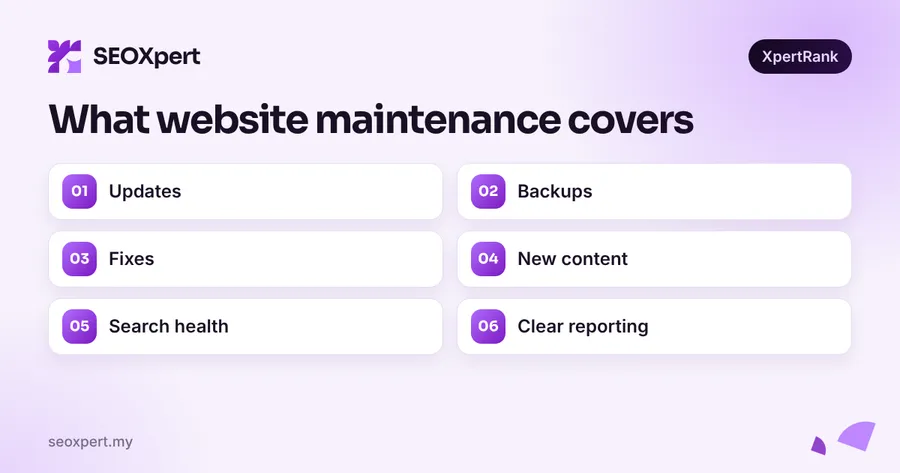 SEOXpert
XpertRank
What website maintenance covers
01 Updates
02 Backups
03 Fixes
04 New content
05 Search health
06 Clear reporting
seoxpert.my